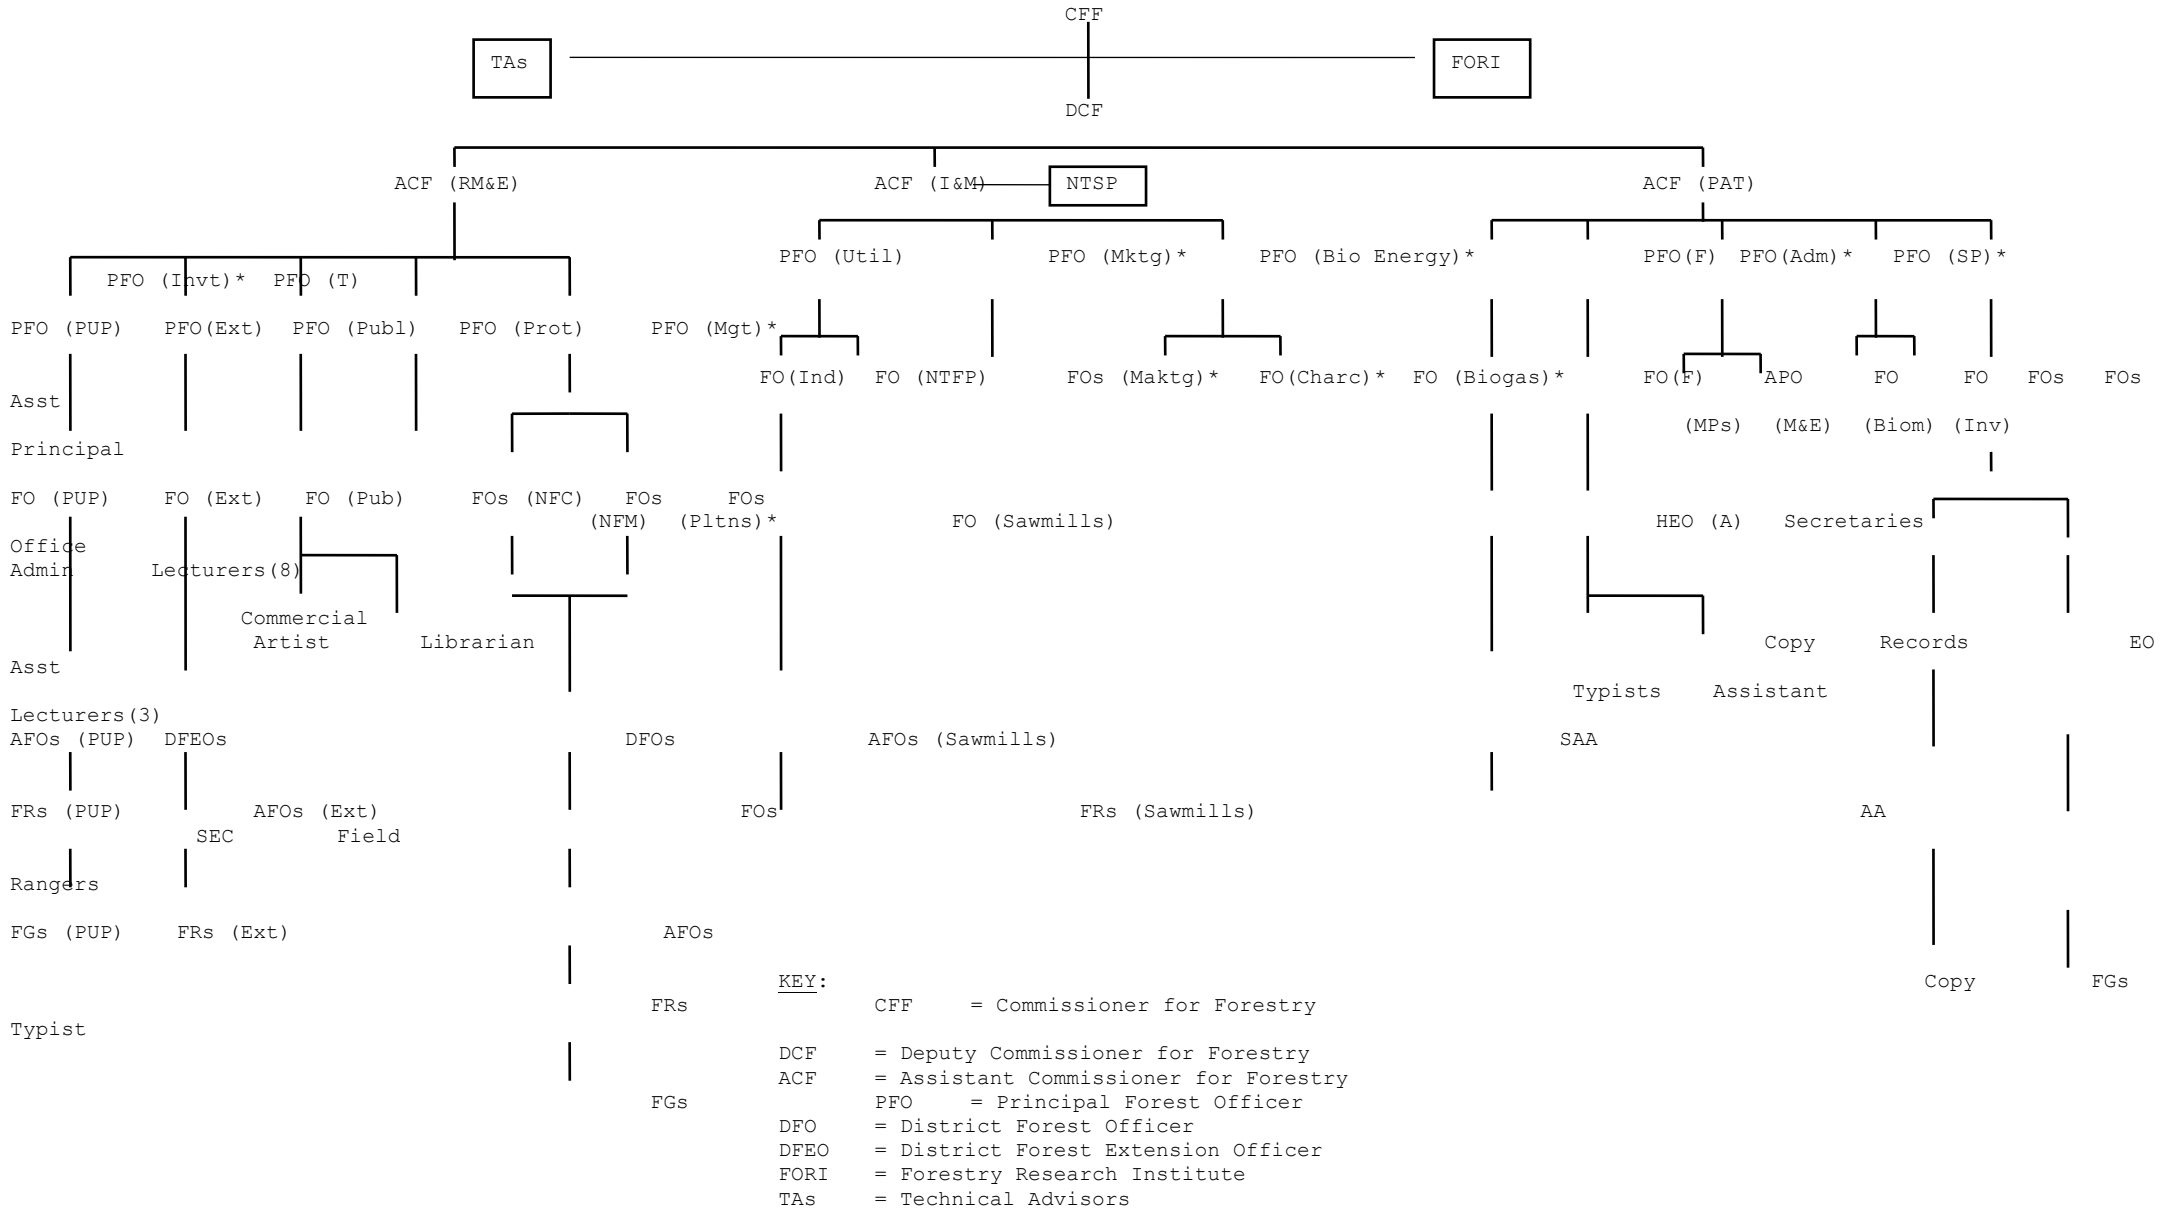 CFF
TAs FORI
DCF
ACF (RM&E) ACF (I&M) NTSP ACF (PAT)
PFO (Util) PFO (Mktg)* PFO (Bio Energy)* PFO(F) PFO(Adm)* PFO (SP)*
PFO (Invt)* PFO (T)
PFO (PUP) PFO(Ext) PFO (Publ) PFO (Prot) PFO (Mgt)*
FO(Ind) FO (NTFP) FOs (Maktg)* FO(Charc)* FO (Biogas)* FO(F) APO FO FO FOs FOs
Asst
(MPs) (M&E) (Biom) (Inv)
Principal
FO (PUP) FO (Ext) FO (Pub) FOs (NFC) FOs FOs
(NFM) (Pltns)* FO (Sawmills) HEO (A) Secretaries
Office
Admin Lecturers(8)
Commercial
Artist Librarian Copy Records EO
Asst
Typists Assistant
Lecturers(3)
AFOs (PUP) DFEOs DFOs AFOs (Sawmills) SAA
FRs (PUP) AFOs (Ext) FOs FRs (Sawmills) AA
SEC Field
Rangers
FGs (PUP) FRs (Ext) AFOs
KEY: Copy FGs
FRs CFF = Commissioner for Forestry
Typist
DCF = Deputy Commissioner for Forestry
ACF = Assistant Commissioner for Forestry
FGs PFO = Principal Forest Officer
DFO = District Forest Officer
DFEO = District Forest Extension Officer
FORI = Forestry Research Institute
TAs = Technical Advisors